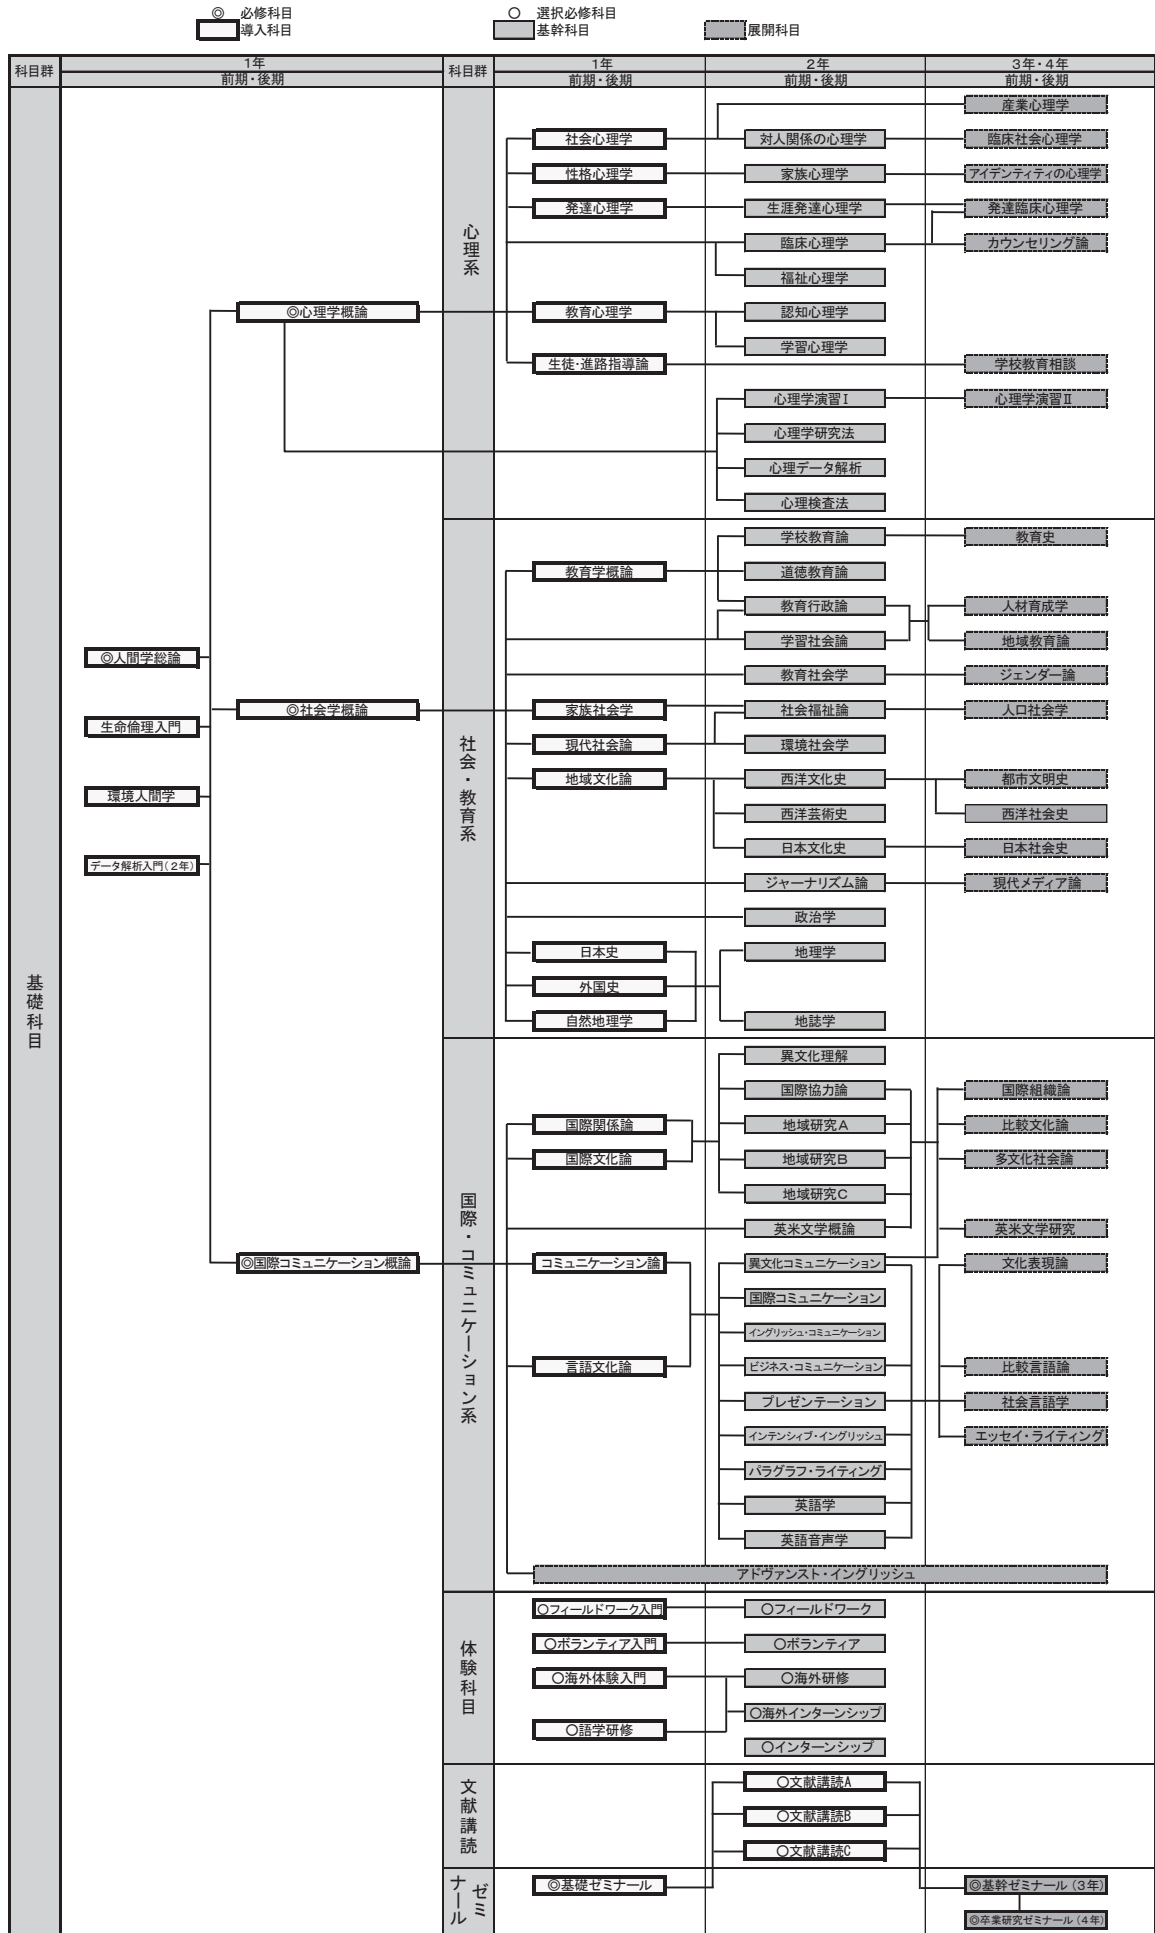 ◎ 必修科目
○ 選択必修科目
導入科目
基幹科目
展開科目
科目群
1年
前期・後期
科目群
1年
前期・後期
2年
前期・後期
3年・4年
前期・後期
基礎科目
◎人間学総論
生命倫理入門
環境人間学
データ解析入門(2年)
◎心理学概論
◎社会学概論
◎国際コミュニケーション概論
心理系
産業心理学
社会心理学
対人関係の心理学
臨床社会心理学
性格心理学
家族心理学
アイデンティティの心理学
発達心理学
生涯発達心理学
発達臨床心理学
臨床心理学
カウンセリング論
福祉心理学
教育心理学
認知心理学
学習心理学
生徒・進路指導論
学校教育相談
心理学演習Ⅰ
心理学演習Ⅱ
心理学研究法
心理データ解析
心理検査法
社会・教育系
学校教育論
教育史
教育学概論
道徳教育論
教育行政論
人材育成学
学習社会論
地域教育論
教育社会学
ジェンダー論
家族社会学
社会福祉論
人口社会学
現代社会論
環境社会学
地域文化論
西洋文化史
都市文明史
西洋芸術史
西洋社会史
日本文化史
日本社会史
ジャーナリズム論
現代メディア論
政治学
日本史
地理学
外国史
自然地理学
地誌学
国際・コミュニケーション系
異文化理解
国際協力論
国際組織論
国際関係論
地域研究A
比較文化論
国際文化論
地域研究B
多文化社会論
地域研究C
英米文学概論
英米文学研究
コミュニケーション論
異文化コミュニケーション
文化表現論
国際コミュニケーション
イングリッシュ・コミュニケーション
言語文化論
ビジネス・コミュニケーション
比較言語論
プレゼンテーション
社会言語学
インテンシィブ・イングリッシュ
エッセイ・ライティング
パラグラフ・ライティング
英語学
英語音声学
アドヴァンスト・イングリッシュ
体験科目
○フィールドワーク入門
○フィールドワーク
○ボランティア入門
○ボランティア
○海外体験入門
○海外研修
○海外インターンシップ
○語学研修
○インターンシップ
文献講読
○文献講読A
○文献講読B
○文献講読C
ゼミ
ナール
◎基礎ゼミナール
◎基幹ゼミナール(3年)
◎卒業研究ゼミナール(4年)